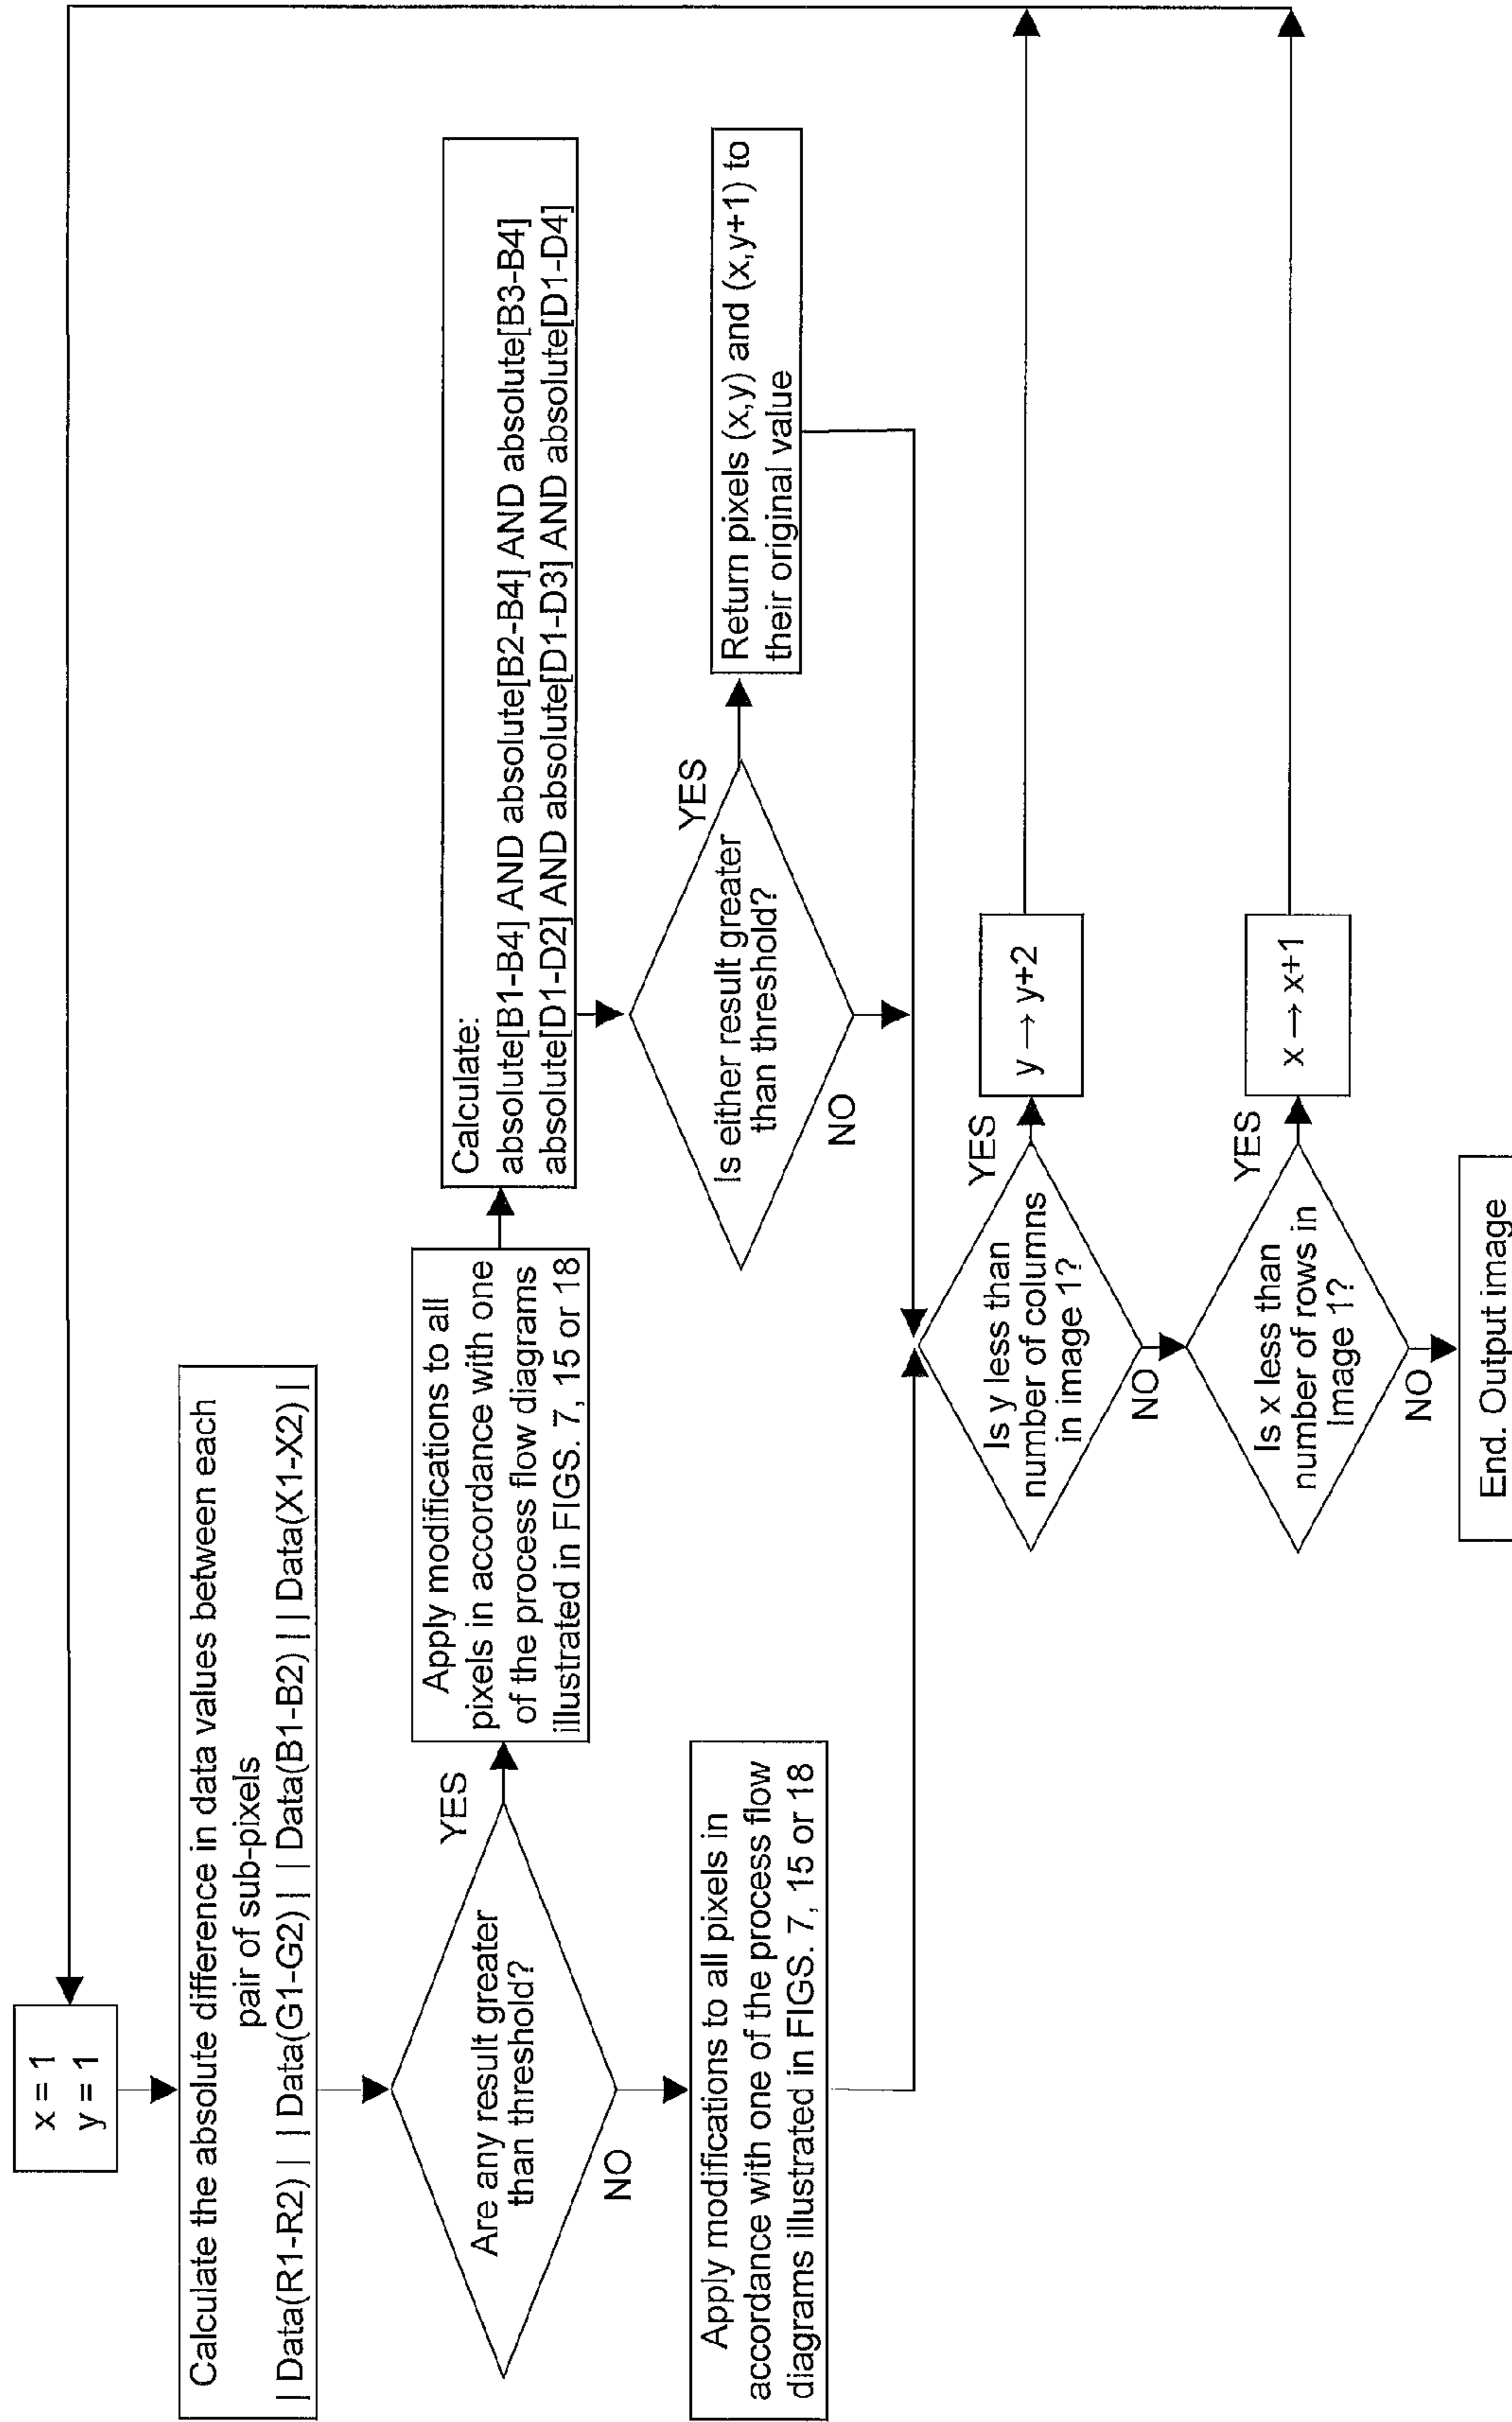 x = 1
y = 1
Calculate the absolute difference in data values between each
pair of sub-pixels
| Data(R1-R2) | | Data(G1-G2) | | Data(B1-B2) | | Data(X1-X2) |
Are any result greater
than threshold?
YES
NO
Apply modifications to all
pixels in accordance with one
of the process flow diagrams
illustrated in FIGS. 7, 15 or 18
Calculate:
absolute[B1-B4] AND absolute[B2-B4] AND absolute[B3-B4]
absolute[D1-D2] AND absolute[D1-D3] AND absolute[D1-D4]
Apply modifications to all pixels in
accordance with one of the process flow
diagrams illustrated in FIGS. 7, 15 or 18
Is either result greater
than threshold?
YES
NO
Return pixels (x,y) and (x,y+1) to
their original value
Is y less than
number of columns
in image 1?
YES
NO
y → y+2
Is x less than
number of rows in
Image 1?
YES
NO
x → x+1
End. Output image